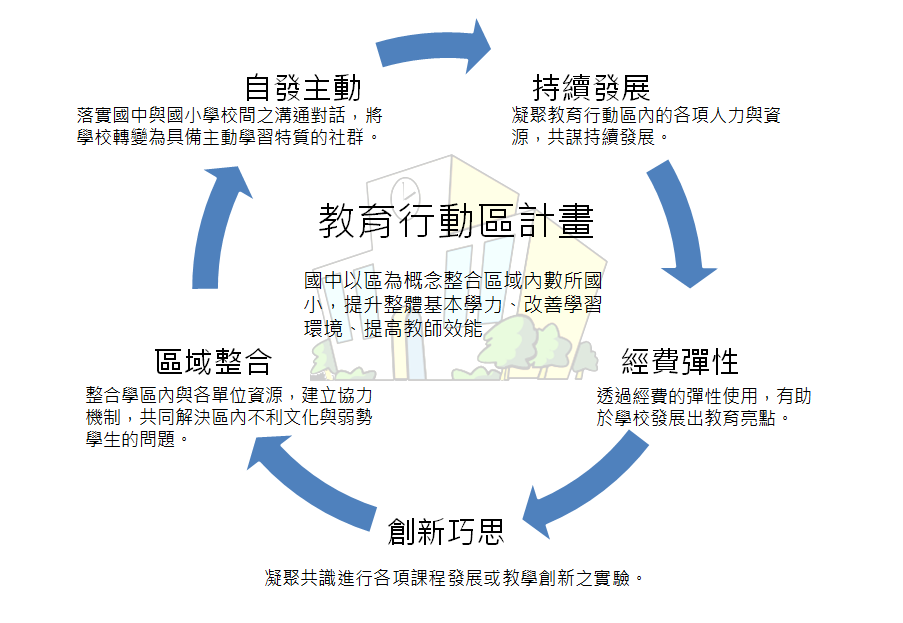 自發主動
落實國中與國小學校間之溝通對話，將
學校轉變為具備主動學習特質的社群。
持續發展
凝聚教育行動區內的各項人力與資
源，共謀持續發展。
教育行動區計畫
國中以區為概念整合區域內數所國
小，提升整體基本學力、改善學習
環境、提高教師效能
區域整合
整合學區內與各單位資源，建立協力
機制，共同解決區內不利文化與弱勢
學生的問題。
經費彈性
透過經費的彈性使用，有助
於學校發展出教育亮點。
創新巧思
凝聚共識進行各項課程發展或教學創新之實驗。